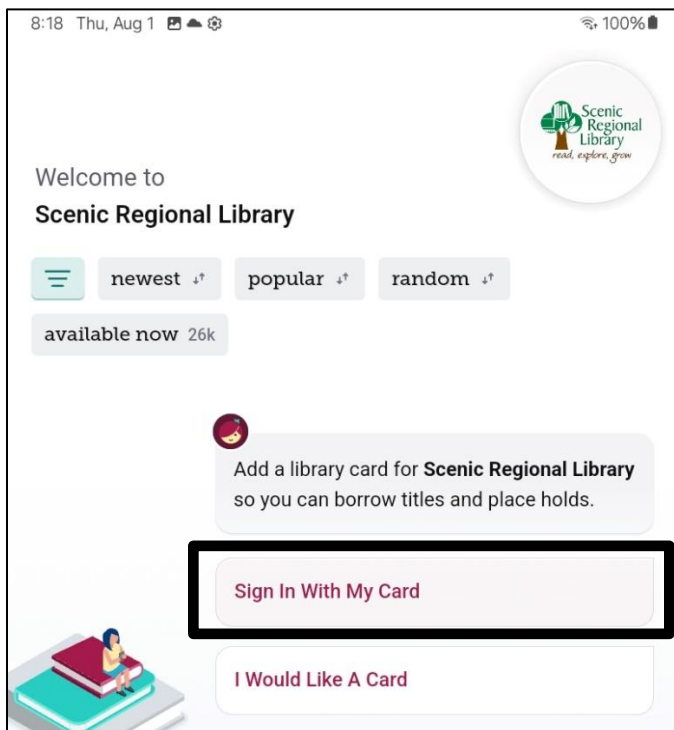 8:18 Thu, Aug 1
100%
Scenic
Regional
Library
read, explore, grow
Welcome to
Scenic Regional Library
newest
popular
random
available now 26k
Add a library card for Scenic Regional Library
so you can borrow titles and place holds.
Sign In With My Card
I Would Like A Card